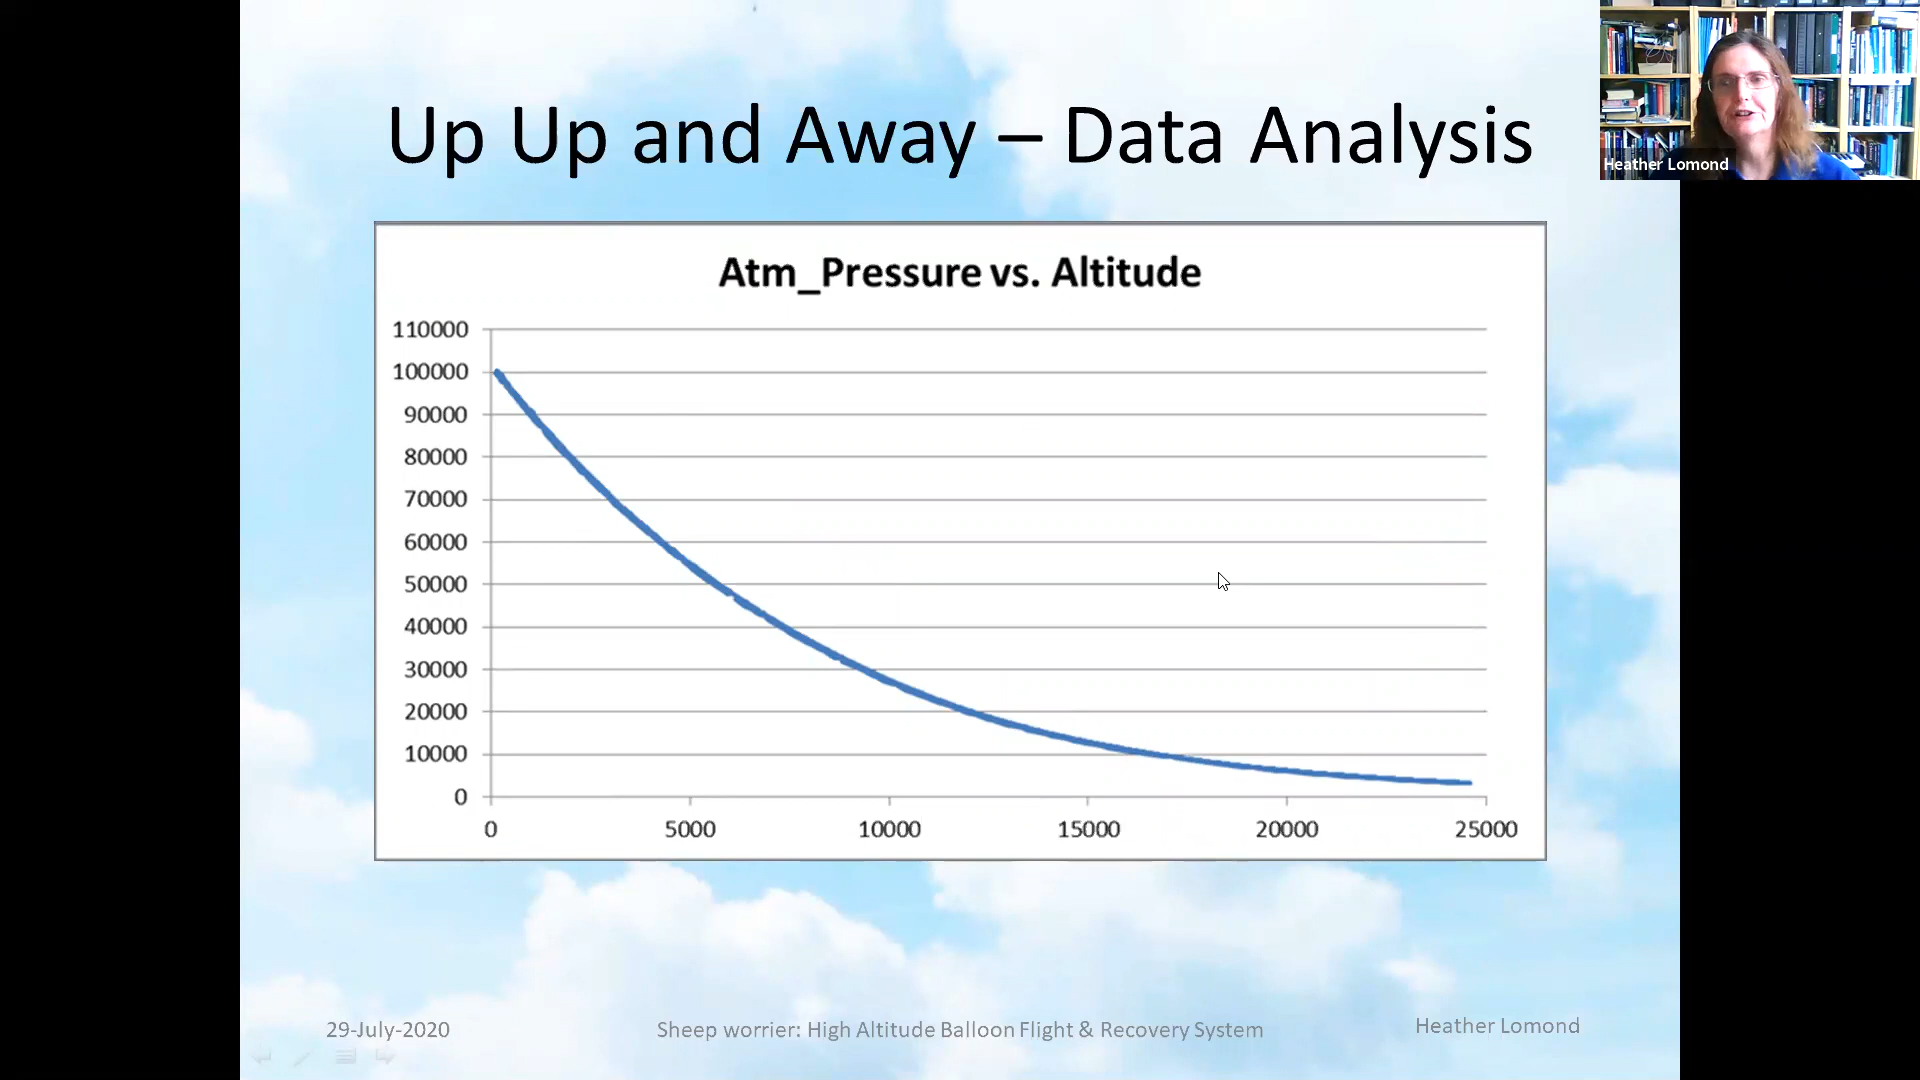 Up Up and Away – Data Analysis
Heather Lomond
Atm_Pressure vs. Altitude
110000
100000
90000
80000
70000
60000
50000
40000
30000
20000
10000
0
0 5000 10000 15000 20000 25000
29-July-2020 Sheep worrier: High Altitude Balloon Flight & Recovery System Heather Lomond